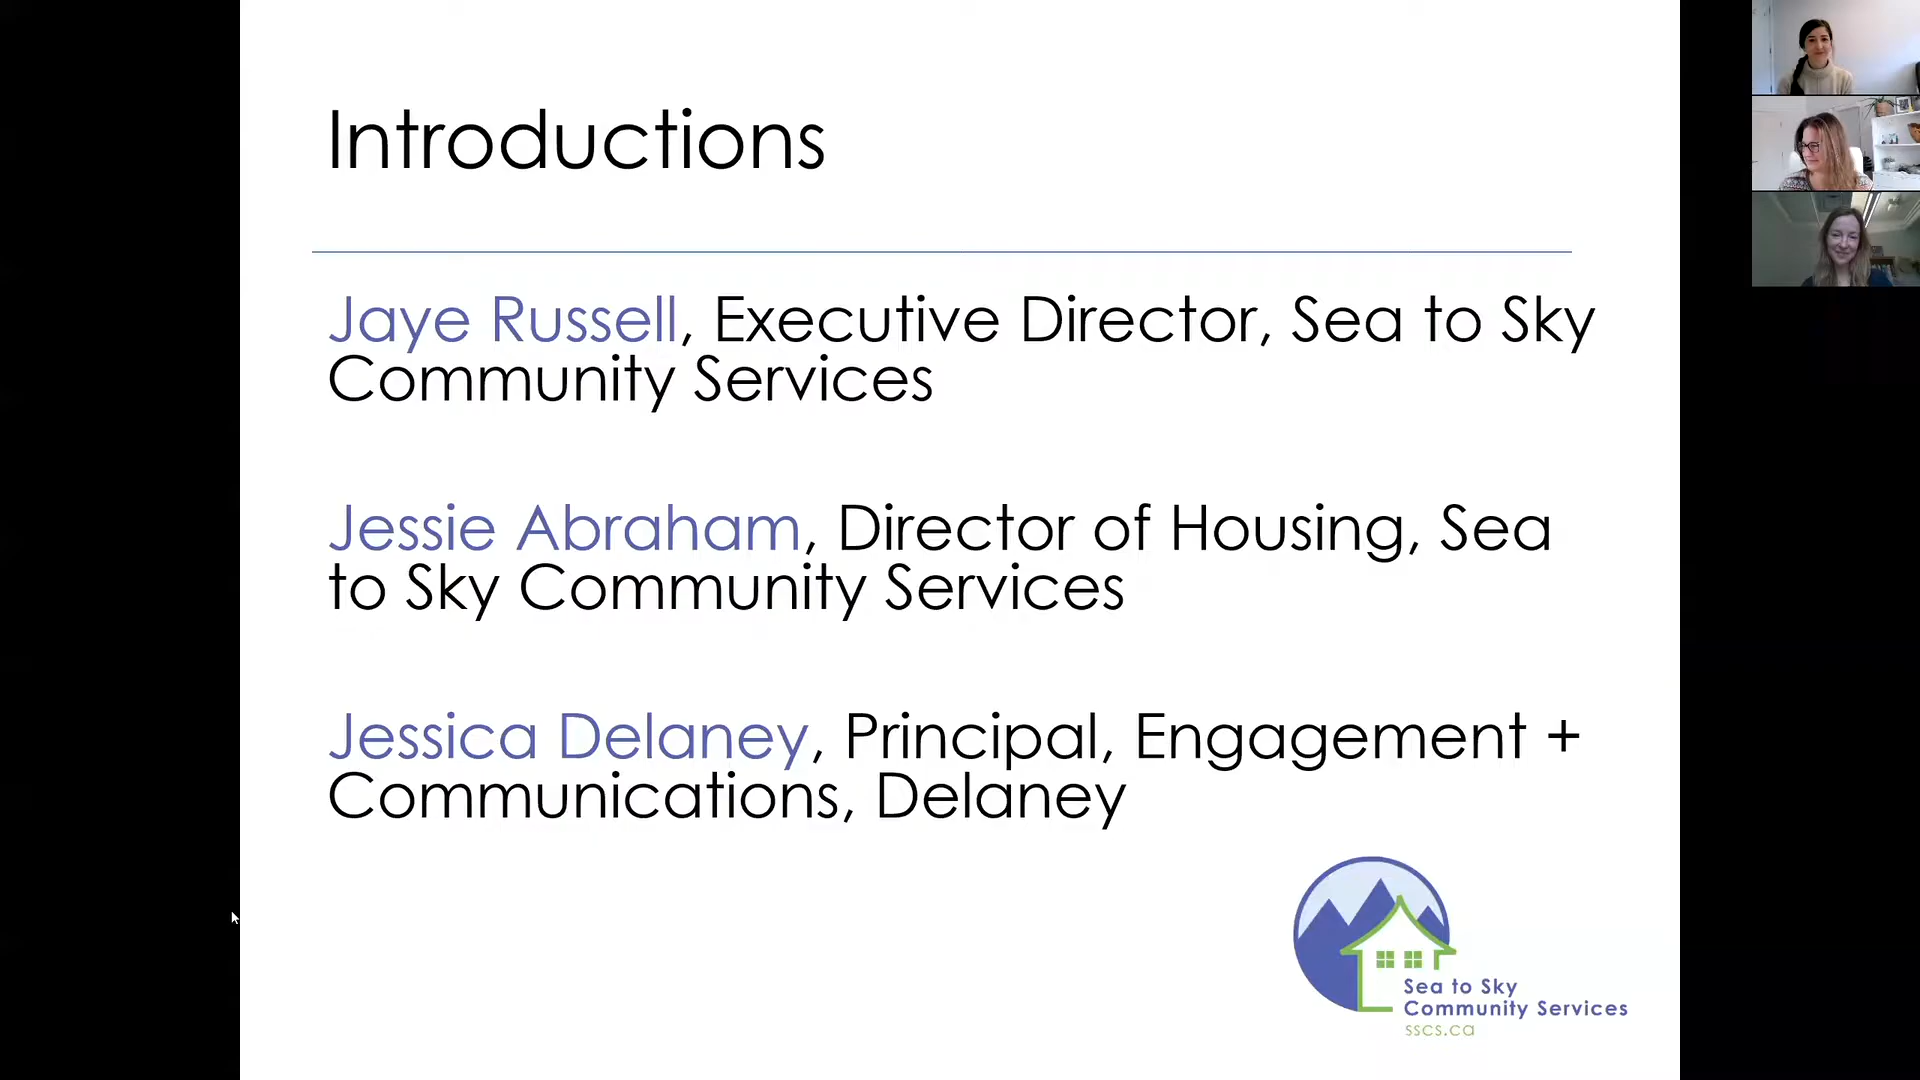 Introductions
Jaye Russell, Executive Director, Sea to Sky
Community Services
Jessie Abraham, Director of Housing, Sea
to Sky Community Services
Jessica Delaney, Principal, Engagement +
Communications, Delaney
Sea to Sky
Community Services
sscs.ca